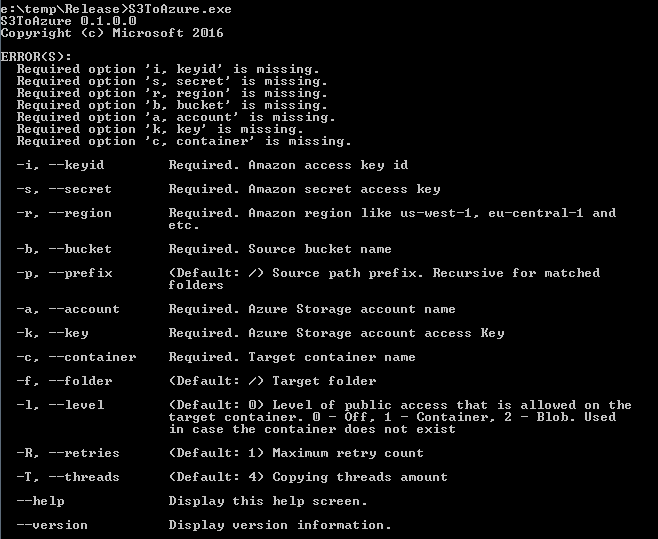 e:\temp\Release>S3ToAzure.exe
S3ToAzure 0.1.0.0
Copyright (c) Microsoft 2016
ERROR(S):
Required option 'i, keyid' is missing.
Required option 's, secret' is missing.
Required option 'r, region' is missing.
Required option 'b, bucket' is missing.
Required option 'a, account' is missing.
Required option 'k, key' is missing.
Required option 'c, container' is missing.
-i, --keyid Required. Amazon access key id
-s, --secret Required. Amazon secret access key
-r, --region Required. Amazon region like us-west-1, eu-central-1 and
etc.
-b, --bucket Required. Source bucket name
-p, --prefix (Default: /) Source path prefix. Recursive for matched
folders
-a, --account Required. Azure Storage account name
-k, --key Required. Azure Storage account access Key
-c, --container Required. Target container name
-f, --folder (Default: /) Target folder
-l, --level (Default: 0) Level of public access that is allowed on the
target container. 0 - Off, 1 - Container, 2 - Blob. Used
in case the container does not exist
-R, --retries (Default: 1) Maximum retry count
-T, --threads (Default: 4) Copying threads amount
--help Display this help screen.
--version Display version information.